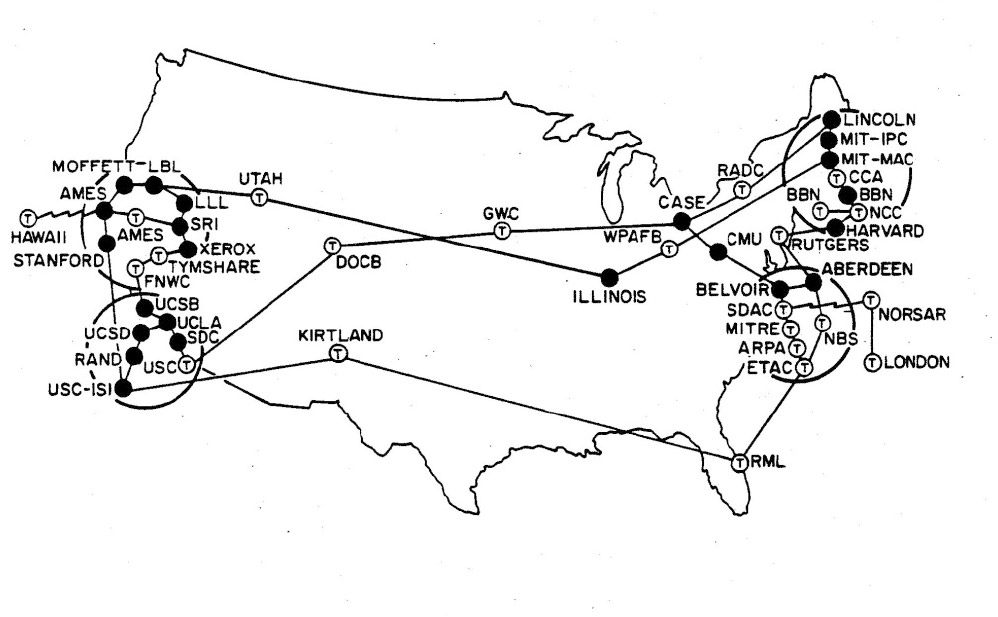 LINCOLN
MIT-IPC
MIT-MAC
RADC
T
MOFFETT-LBL
UTAH
CCA
T
T
AMES
LLL
BBN
BBN
CASE
T
T
NCC
T
HAWAII
T
AMES
SRI
GWC
T
WPAFB
T
HARVARD
T
RUTGERS
CMU
XEROX
STANFORD
T
TYMSHARE
T
DOCB
T
FNWC
ABERDEEN
ILLINOIS
BELVOIR
UCSB
SDAC
T
T
NORSAR
UCLA
UCSD
MITRE
T
T
NBS
SDC
KIRTLAND
T
ARPA
T
RAND
USC
T
ETAC
T
T
LONDON
USC-ISI
T
RML